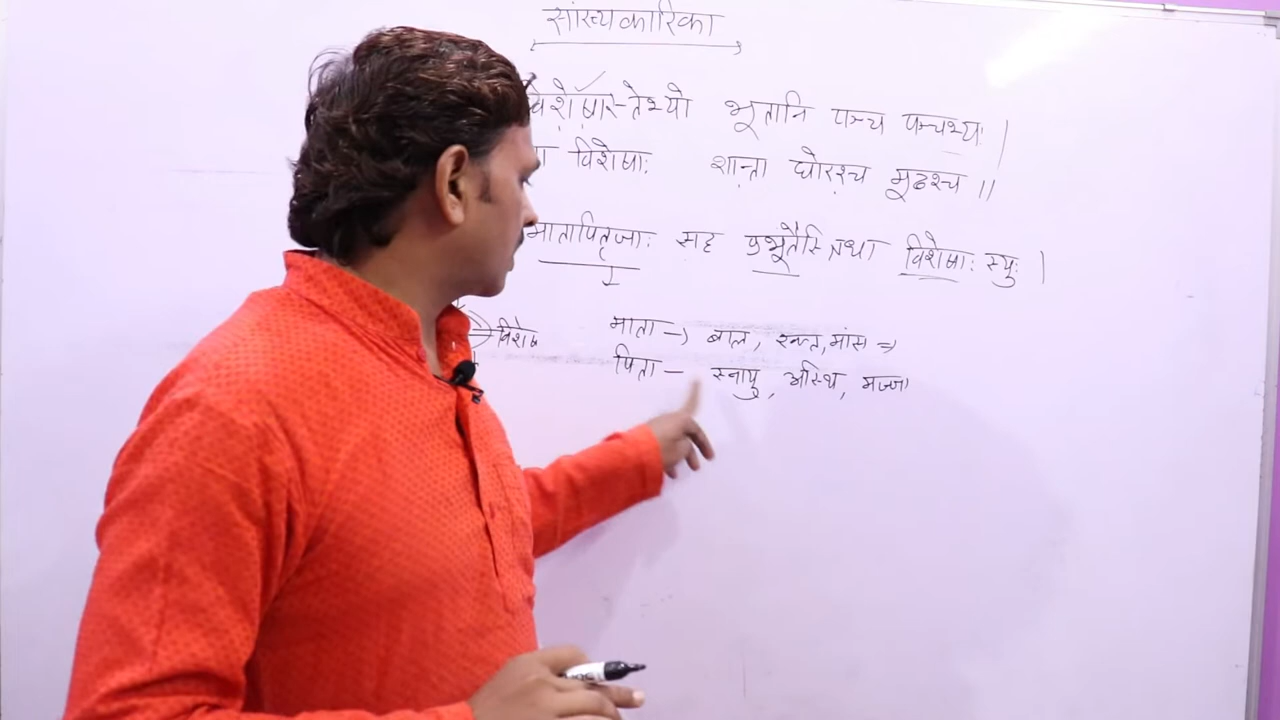 सांख्यकारिका
विशेषास्तेभ्यो भूतानि पञ्च पञ्चभ्यः |
विशेषाः शान्ता घोरश्च मूढश्च ||
मातापितृजाः सह प्रभूतैस्त्रिधा विशेषाः स्युः |
विशेष माता → बाल, रक्त, मांस ⇒
पिता – स्नायु, अस्थि, मज्जा